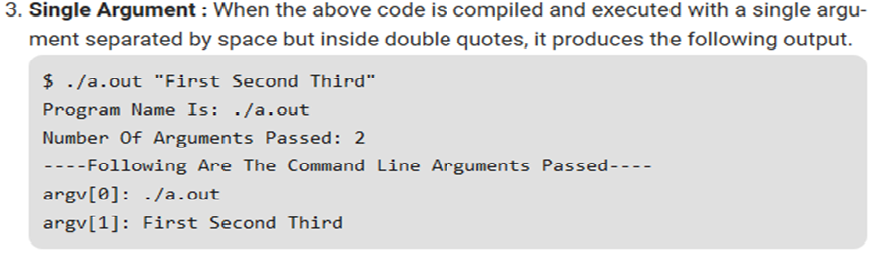 3. Single Argument : When the above code is compiled and executed with a single argu-
ment separated by space but inside double quotes, it produces the following output.
$ ./a.out "First Second Third"
Program Name Is: ./a.out
Number Of Arguments Passed: 2
----Following Are The Command Line Arguments Passed----
argv[0]: ./a.out
argv[1]: First Second Third